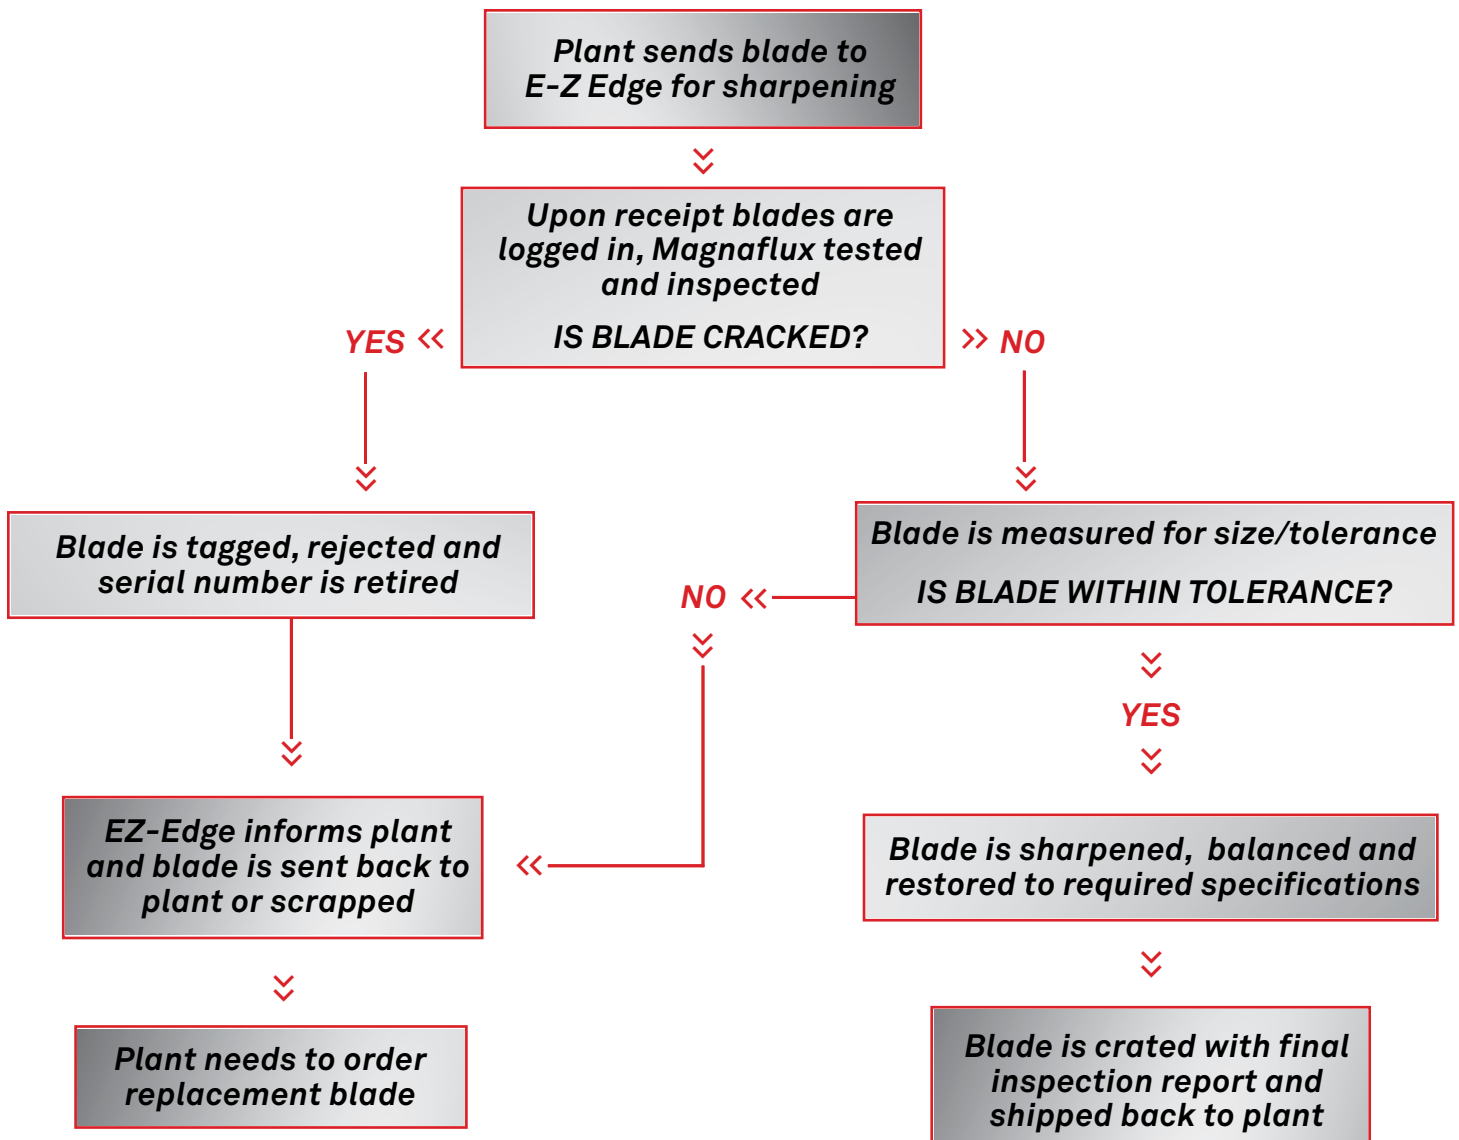 Plant sends blade to
E-Z Edge for sharpening
Upon receipt blades are
logged in, Magnaflux tested
and inspected
IS BLADE CRACKED?
YES
NO
Blade is tagged, rejected and
serial number is retired
Blade is measured for size/tolerance
IS BLADE WITHIN TOLERANCE?
NO
YES
EZ-Edge informs plant
and blade is sent back to
plant or scrapped
Blade is sharpened, balanced and
restored to required specifications
Plant needs to order
replacement blade
Blade is crated with final
inspection report and
shipped back to plant